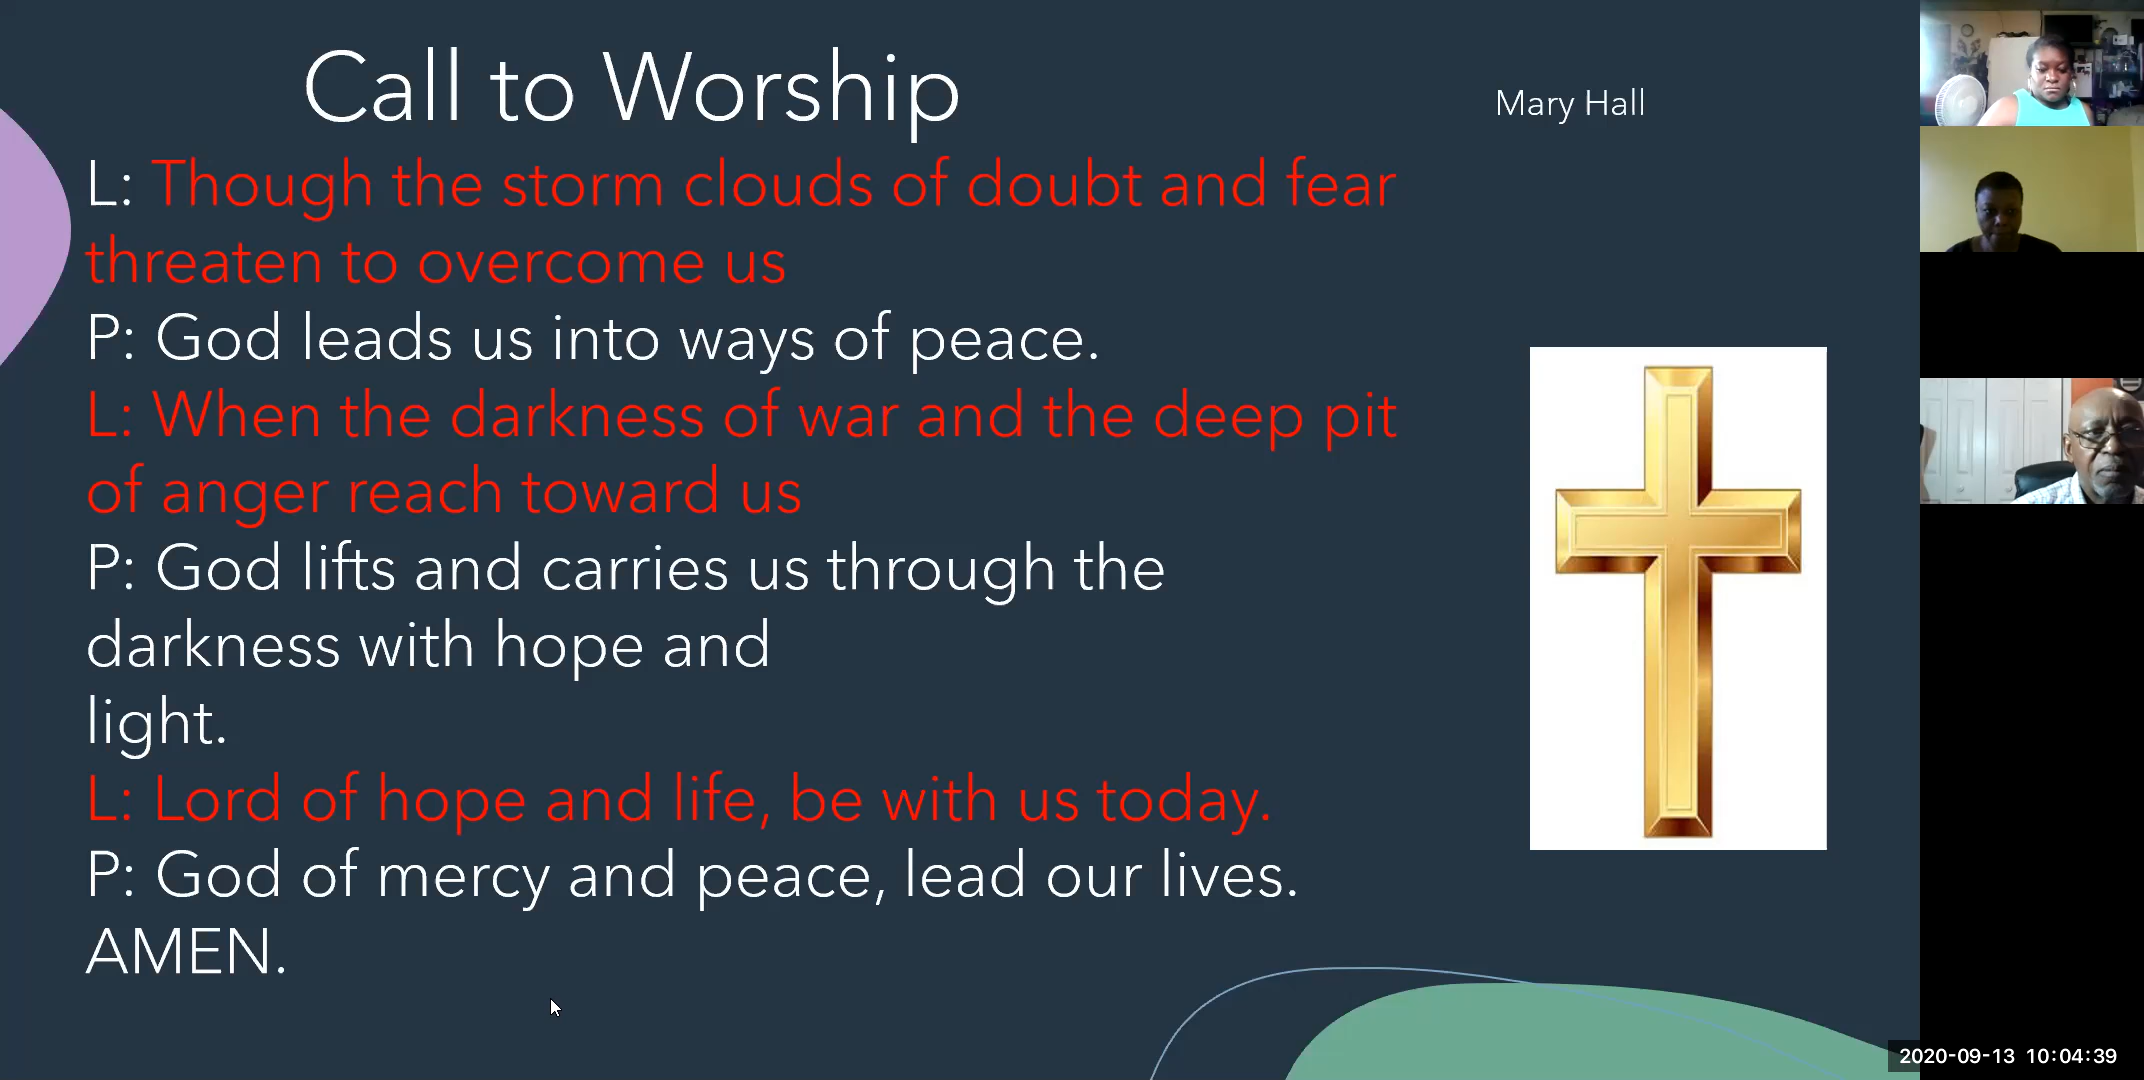 Call to Worship
Mary Hall
L: Though the storm clouds of doubt and fear
threaten to overcome us
P: God leads us into ways of peace.
L: When the darkness of war and the deep pit
of anger reach toward us
P: God lifts and carries us through the
darkness with hope and
light.
L: Lord of hope and life, be with us today.
P: God of mercy and peace, lead our lives.
AMEN.
2020-09-13 10:04:39